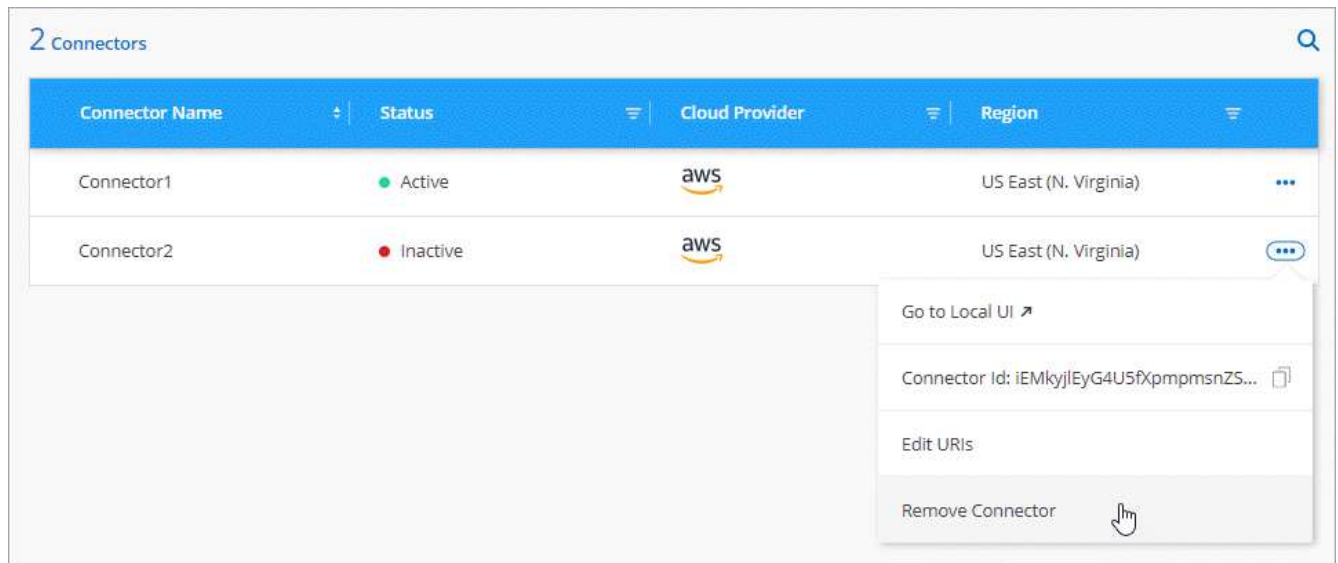 2 Connectors
Connector Name Status Cloud Provider Region
Connector1 Active aws US East (N. Virginia)
Connector2 Inactive aws US East (N. Virginia)
Go to Local UI
Connector Id: iEMkyjlEyG4U5fXpmpmsnZS...
Edit URIs
Remove Connector